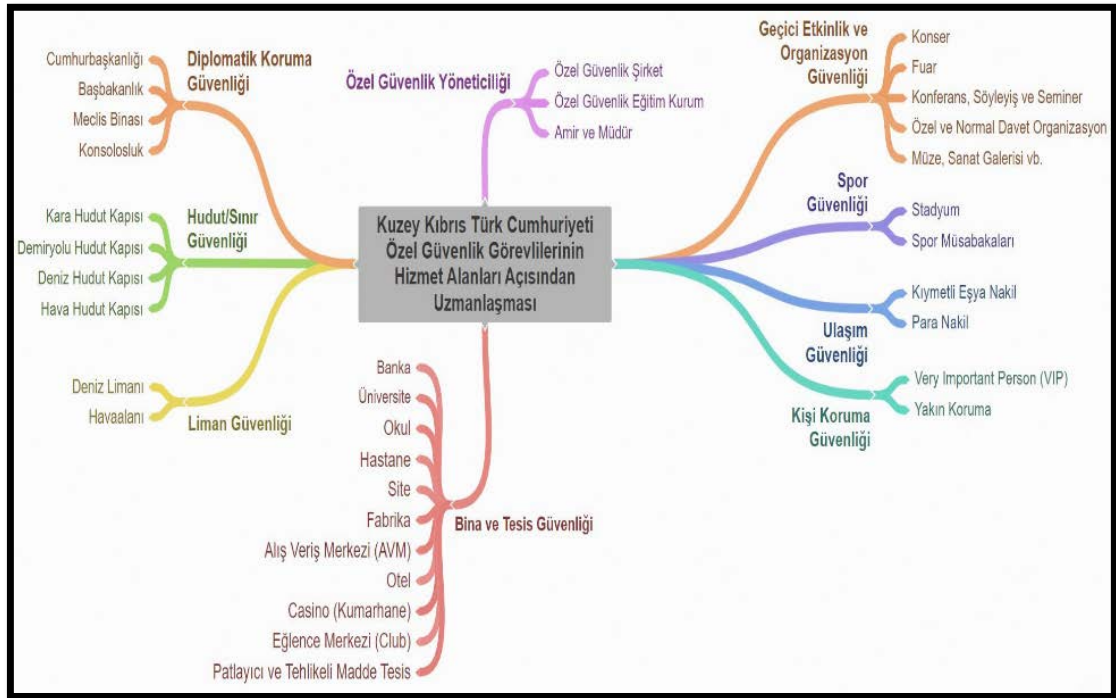 Diplomatik Koruma
Güvenliği
Cumhurbaşkanlığı
Başbakanlık
Meclis Binası
Konsolosluk
Hudut/Sınır
Güvenliği
Kara Hudut Kapısı
Demiryolu Hudut Kapısı
Deniz Hudut Kapısı
Hava Hudut Kapısı
Liman Güvenliği
Deniz Limanı
Havaalanı
Özel Güvenlik Yöneticiliği
Özel Güvenlik Şirket
Özel Güvenlik Eğitim Kurum
Amir ve Müdür
Kuzey Kıbrıs Türk Cumhuriyeti
Özel Güvenlik Görevlilerinin
Hizmet Alanları Açısından
Uzmanlaşması
Bina ve Tesis Güvenliği
Banka
Üniversite
Okul
Hastane
Site
Fabrika
Alış Veriş Merkezi (AVM)
Otel
Casino (Kumarhane)
Eğlence Merkezi (Club)
Patlayıcı ve Tehlikeli Madde Tesis
Geçici Etkinlik ve
Organizasyon
Güvenliği
Konser
Fuar
Konferans, Söyleyiş ve Seminer
Özel ve Normal Davet Organizasyon
Müze, Sanat Galerisi vb.
Spor
Güvenliği
Stadyum
Spor Müsabakaları
Ulaşım
Güvenliği
Kıymetli Eşya Nakil
Para Nakil
Kişi Koruma
Güvenliği
Very Important Person (VIP)
Yakın Koruma